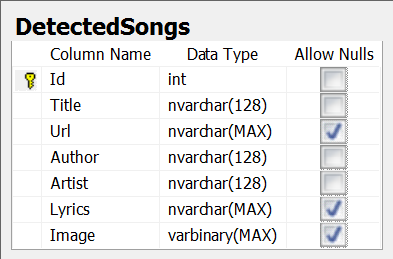 DetectedSongs
Column Name Data Type Allow Nulls
Id int
Title nvarchar(128)
Url nvarchar(MAX)
Author nvarchar(128)
Artist nvarchar(128)
Lyrics nvarchar(MAX)
Image varbinary(MAX)